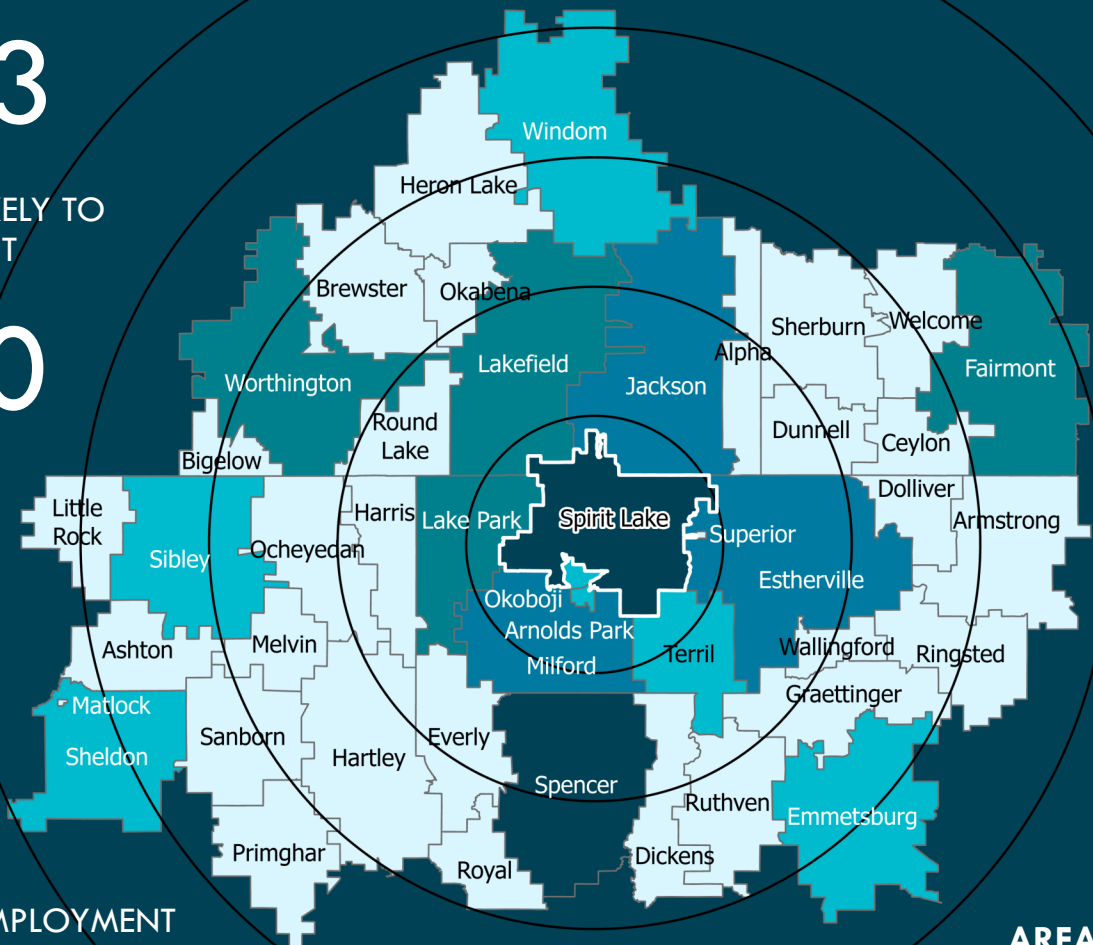 3
Windom
KELY TO
T
Heron Lake
Brewster
Okabena
0
Sherburn
Welcome
Alpha
Lakefield
Fairmont
Worthington
Jackson
Round
Lake
Dunnell
Ceylon
Bigelow
Dolliver
Little
Rock
Harris
Lake Park
Spirit Lake
Armstrong
Superior
Sibley
Ocheyedan
Estherville
Okoboji
Arnolds Park
Ashton
Melvin
Milford
Terril
Wallingford
Ringsted
Graettinger
Matlock
Sanborn
Everly
Sheldon
Hartley
Spencer
Ruthven
Emmetsburg
Primghar
Royal
Dickens
MPLOYMENT
AREA